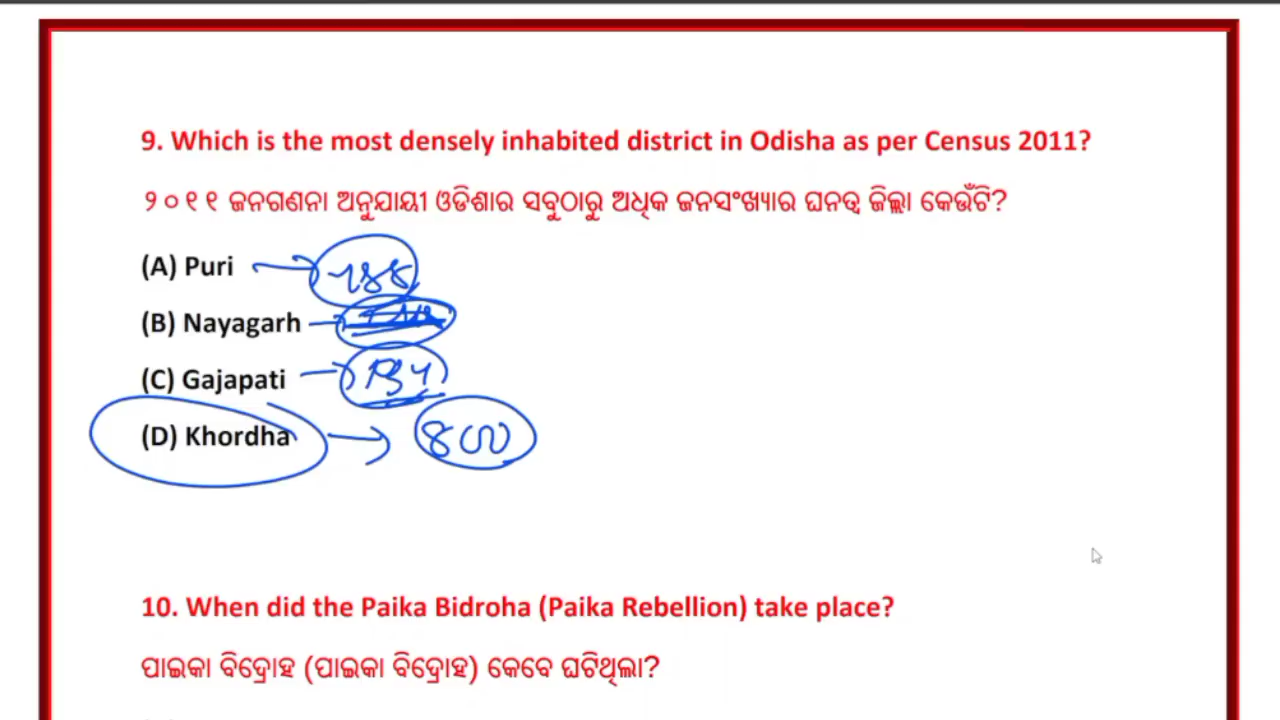 9. Which is the most densely inhabited district in Odisha as per Census 2011?
୨୦୧୧ ଜନଗଣନା ଅନୁଯାୟୀ ଓଡିଶାର ସବୁଠାରୁ ଅଧିକ ଜନସଂଖ୍ୟାର ଘନତ୍ୱ ଜିଲ୍ଲା କେଉଁଟି?
(A) Puri
(B) Nayagarh
(C) Gajapati
(D) Khordha
10. When did the Paika Bidroha (Paika Rebellion) take place?
ପାଇକା ବିଦ୍ରୋହ (ପାଇକା ବିଦ୍ରୋହ) କେବେ ଘଟିଥିଲା?